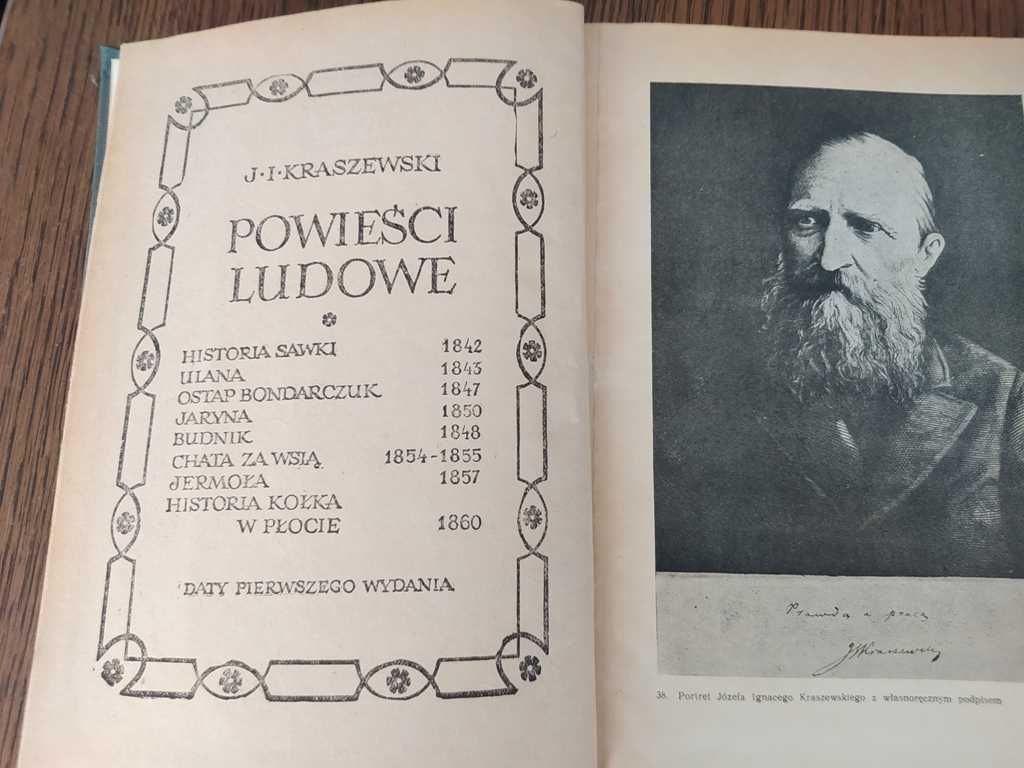 J·I·KRASZEWSKI
POWIEŚCI
LUDOWE
HISTORIA SAWKI 1842
ULANA 1843
OSTAP BONDARCZUK 1847
JARYNA 1850
BUDNIK 1848
CHATA ZA WSIĄ 1854-1855
JERMOŁA 1857
HISTORIA KOŁKA
W PŁOCIE 1860
DATY PIERWSZEGO WYDANIA
Prawdą a pracą
JIKraszewski
38. Portret Józefa Ignacego Kraszewskiego z własnoręcznym podpisem